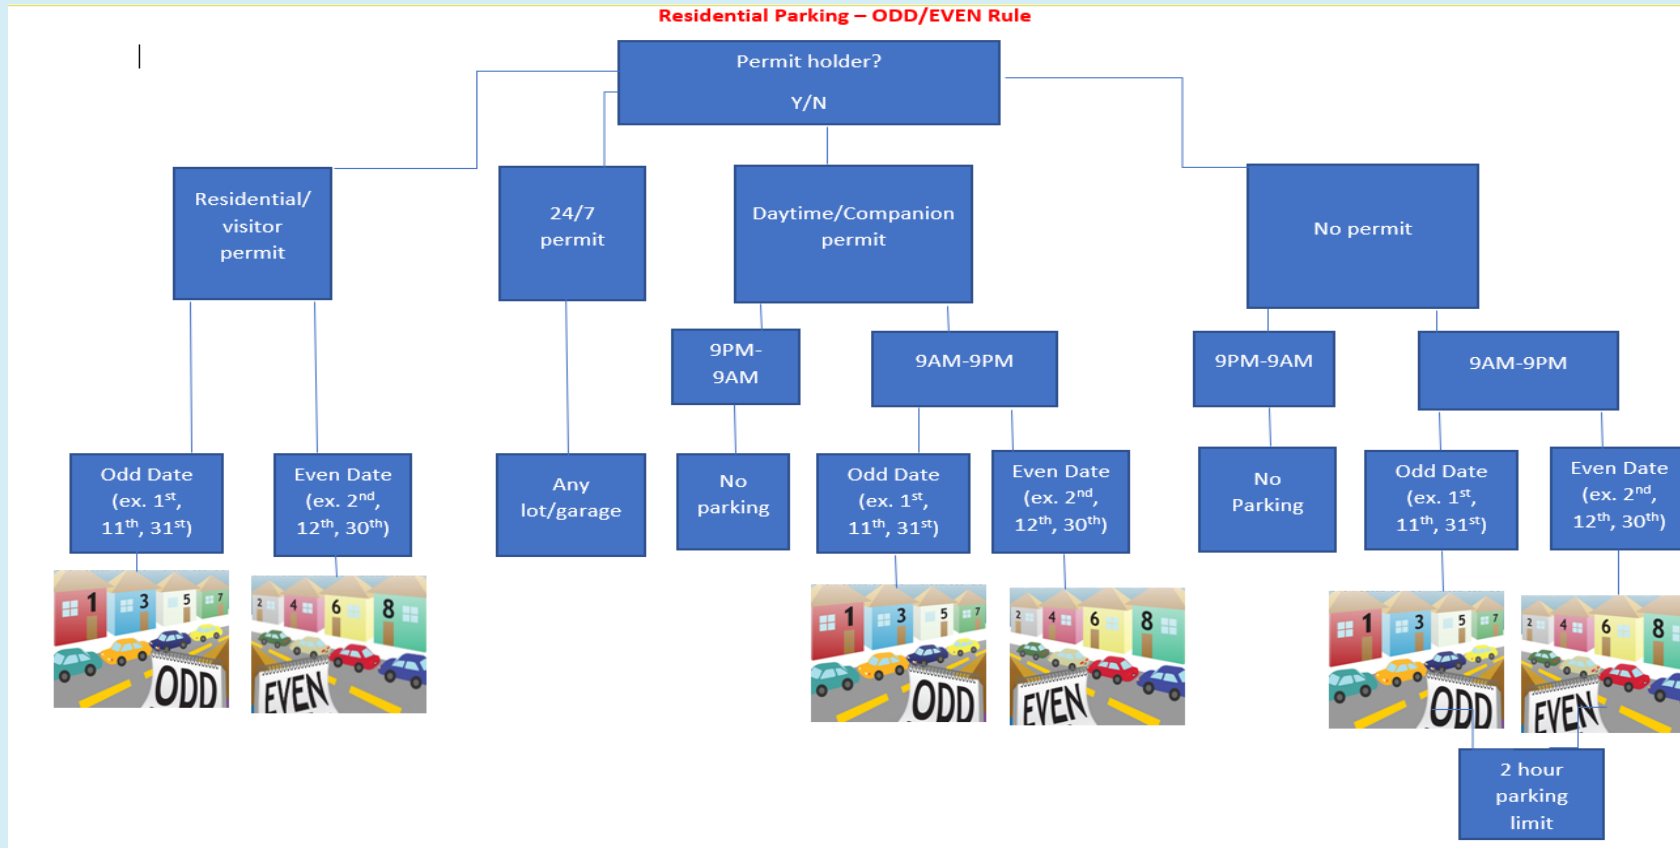 Residential Parking – ODD/EVEN Rule
Permit holder?
Y/N
Residential/
visitor
permit
24/7
permit
Daytime/Companion
permit
No permit
9PM-
9AM
9AM-9PM
9PM-9AM
9AM-9PM
Odd Date
(ex. 1st,
11th, 31st)
Even Date
(ex. 2nd,
12th, 30th)
Any
lot/garage
No
parking
Odd Date
(ex. 1st,
11th, 31st)
Even Date
(ex. 2nd,
12th, 30th)
No
Parking
Odd Date
(ex. 1st,
11th, 31st)
Even Date
(ex. 2nd,
12th, 30th)
1 3 5 7
ODD
2 4 6 8
EVEN
1 3 5 7
ODD
2 4 6 8
EVEN
1 3 5 7
ODD
2 4 6 8
EVEN
2 hour
parking
limit